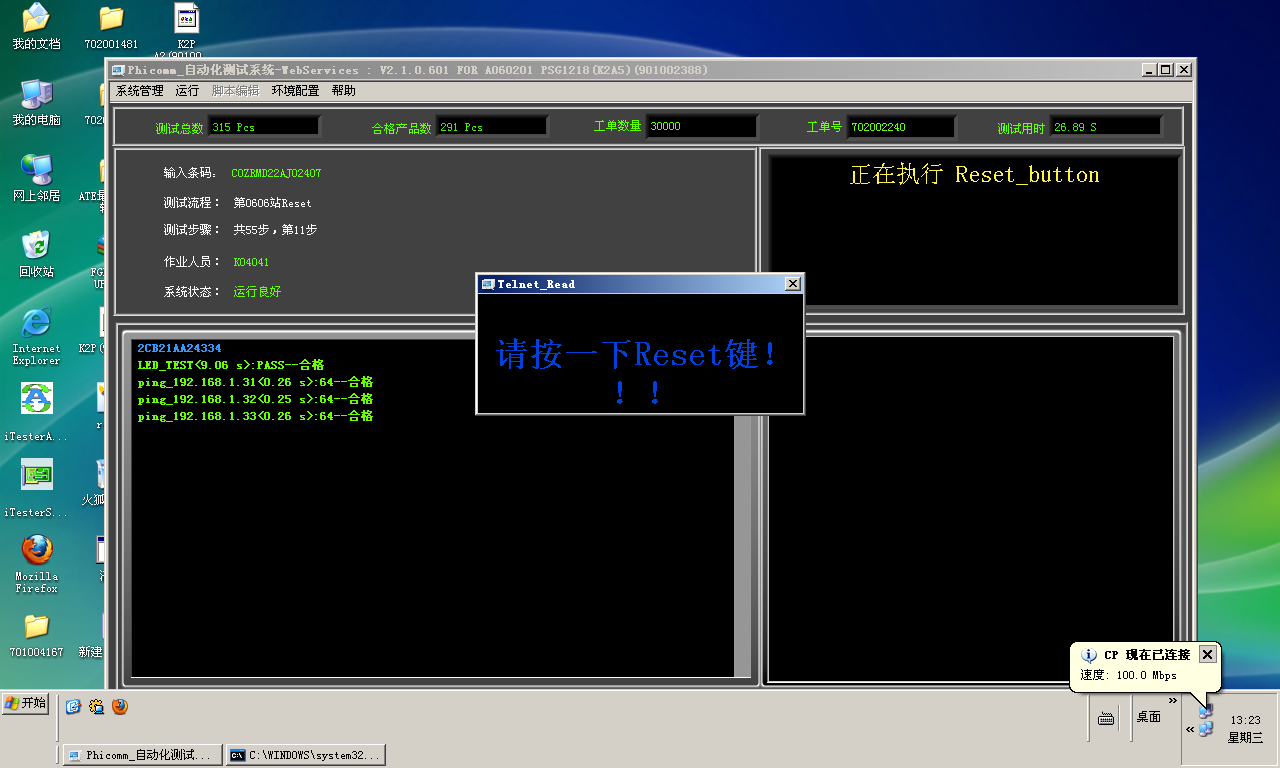 我的文档
702001481
K2P
A2(90100
Phicomm_自动化测试系统-WebServices : V2.1.0.601 FOR A060201 PSG1218(K2A5)(901002388)
系统管理 运行 脚本编辑 环境配置 帮助
测试总数 315 Pcs 合格产品数 291 Pcs 工单数量 30000 工单号 702002240 测试用时 26.89 S
我的电脑
702
输入条码: COZRMD22AJ02407
测试流程: 第0606站Reset
测试步骤: 共55步,第11步
作业人员: K04041
系统状态: 运行良好
正在执行 Reset_button
网上邻居
ATE
回收站
FG
Telnet_Read
请按一下Reset键!
! !
Internet
Explorer
K2P(
2CB21AA24334
LED_TEST<9.06 s>:PASS--合格
ping_192.168.1.31<0.26 s>:64--合格
ping_192.168.1.32<0.25 s>:64--合格
ping_192.168.1.33<0.26 s>:64--合格
iTesterA...
r
iTesterS...
火狐
Mozilla
Firefox
701004167
新建
CP 现在已连接
速度: 100.0 Mbps
开始
桌面
13:23
星期三
Phicomm_自动化测试...
C:\WINDOWS\system32...